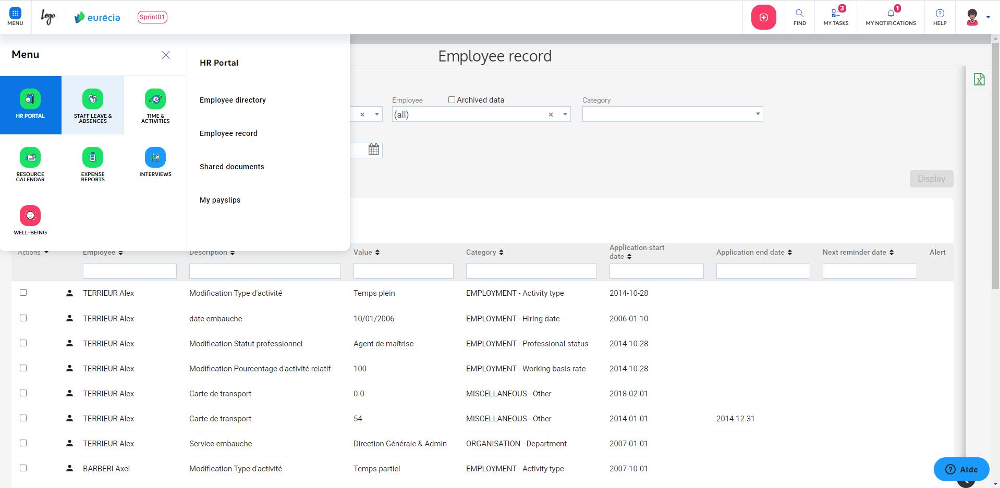 MENU
Logo
eurécia
Sprint01
FIND
3
MY TASKS
1
MY NOTIFICATIONS
HELP
Menu
HR PORTAL
STAFF LEAVE &
ABSENCES
TIME &
ACTIVITIES
RESOURCE
CALENDAR
EXPENSE
REPORTS
INTERVIEWS
WELL-BEING
HR Portal
Employee directory
Employee record
Shared documents
My payslips
Employee record
Employee
Archived data
Category
(all)
Display
Actions
Employee
Description
Value
Category
Application start
date
Application end date
Next reminder date
Alert
TERRIEUR Alex Modification Type d'activité Temps plein EMPLOYMENT - Activity type 2014-10-28
TERRIEUR Alex date embauche 10/01/2006 EMPLOYMENT - Hiring date 2006-01-10
TERRIEUR Alex Modification Statut professionnel Agent de maîtrise EMPLOYMENT - Professional status 2014-10-28
TERRIEUR Alex Modification Pourcentage d'activité relatif 100 EMPLOYMENT - Working basis rate 2014-10-28
TERRIEUR Alex Carte de transport 0.0 MISCELLANEOUS - Other 2018-02-01
TERRIEUR Alex Carte de transport 54 MISCELLANEOUS - Other 2014-01-01 2014-12-31
TERRIEUR Alex Service embauche Direction Générale & Admin ORGANISATION - Department 2007-01-01
BARBERI Axel Modification Type d'activité Temps partiel EMPLOYMENT - Activity type 2007-10-01
Aide